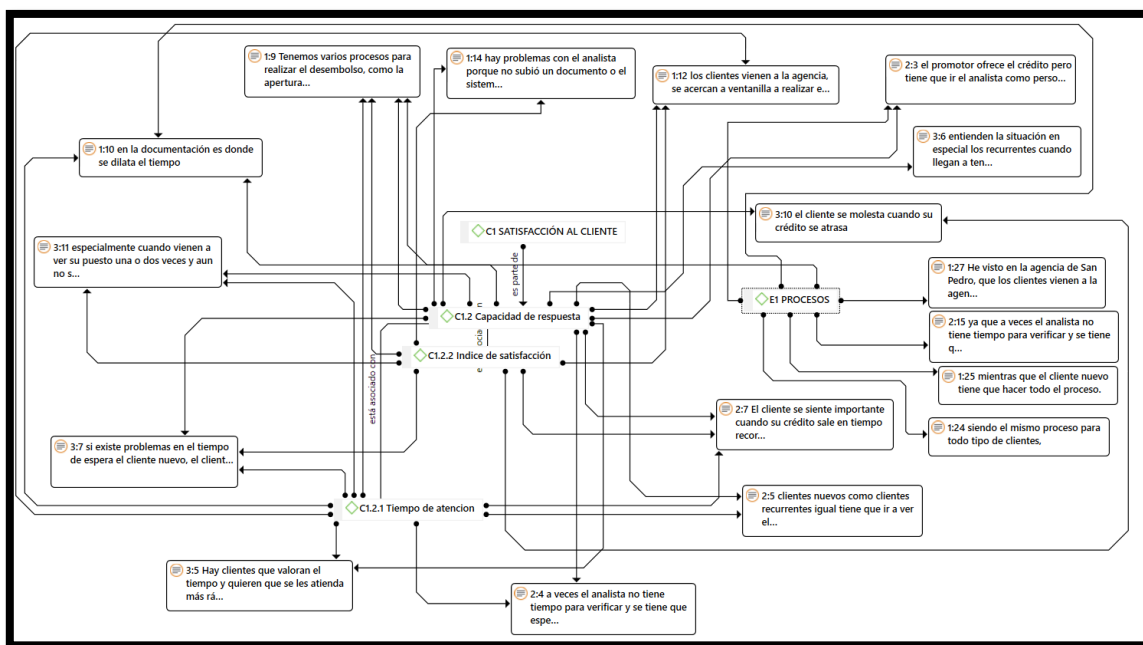 1:9 Tenemos varios procesos para
realizar el desembolso, como la
apertura...
1:14 hay problemas con el analista
porque no subió un documento o el
sistem...
1:12 los clientes vienen a la agencia,
se acercan a ventanilla a realizar e...
2:3 el promotor ofrece el crédito pero
tiene que ir el analista como perso...
1:10 en la documentación es donde
se dilata el tiempo
3:6 entienden la situación en
especial los recurrentes cuando
llegan a ten...
3:10 el cliente se molesta cuando su
crédito se atrasa
C1 SATISFACCIÓN AL CLIENTE
3:11 especialmente cuando vienen a
ver su puesto una o dos veces y aun
no s...
es parte de
1:27 He visto en la agencia de San
Pedro, que los clientes vienen a la
agen...
E1 PROCESOS
C1.2 Capacidad de respuesta
2:15 ya que a veces el analista no
tiene tiempo para verificar y se tiene
q...
C1.2.2 Indice de satisfacción
está asociado con
1:25 mientras que el cliente nuevo
tiene que hacer todo el proceso.
2:7 El cliente se siente importante
cuando su crédito sale en tiempo
recor...
1:24 siendo el mismo proceso para
todo tipo de clientes,
3:7 si existe problemas en el tiempo
de espera el cliente nuevo, el client...
2:5 clientes nuevos como clientes
recurrentes igual tiene que ir a ver
el...
C1.2.1 Tiempo de atencion
3:5 Hay clientes que valoran el
tiempo y quieren que se les atienda
más rá...
2:4 a veces el analista no tiene
tiempo para verificar y se tiene que
espe...